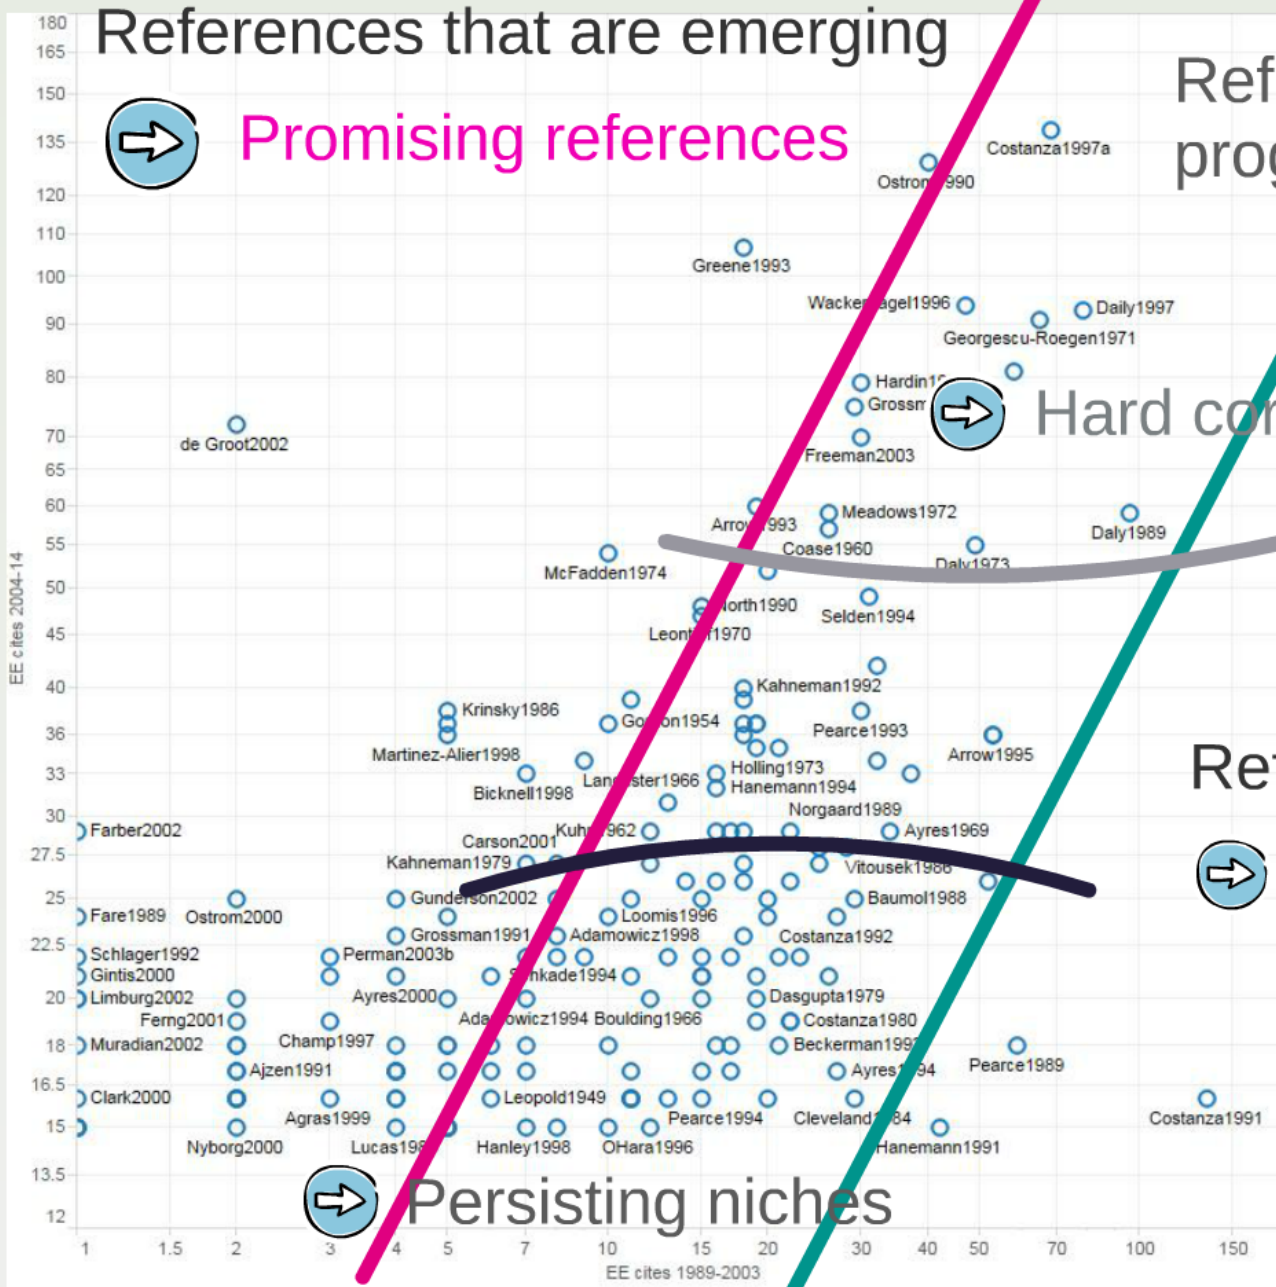 References that are emerging
Promising references
Ref
prog
Hard cor
Ref
Persisting niches
180
165
150
135
120
110
100
90
80
70
65
60
55
50
45
40
36
33
30
27.5
25
22.5
20
18
16.5
15
13.5
12
EE cites 2004-14
Costanza1997a
Greene1993
Daily1997
Georgescu-Roegen1971
de Groot2002
Freeman2003
Meadows1972
Coase1960
Daly1989
Daly1973
McFadden1974
Selden1994
Kahneman1992
Krinsky1986
Pearce1993
Martinez-Alier1998
Arrow1995
Holling1973
Hanemann1994
Bicknell1998
Norgaard1989
Farber2002
Ayres1969
Carson2001
Kahneman1979
Vitousek1986
Gunderson2002
Baumol1988
Fare1989
Ostrom2000
Loomis1996
Grossman1991
Adamowicz1998
Costanza1992
Schlager1992
Perman2003b
Gintis2000
Limburg2002
Ayres2000
Dasgupta1979
Ferng2001
Boulding1966
Costanza1980
Muradian2002
Champ1997
Pearce1989
Ajzen1991
Clark2000
Leopold1949
Agras1999
Pearce1994
Costanza1991
Nyborg2000
Hanley1998
OHara1996
Hanemann1991
1
1.5
2
3
4
5
7
10
15
20
30
40
50
70
100
150
EE cites 1989-2003